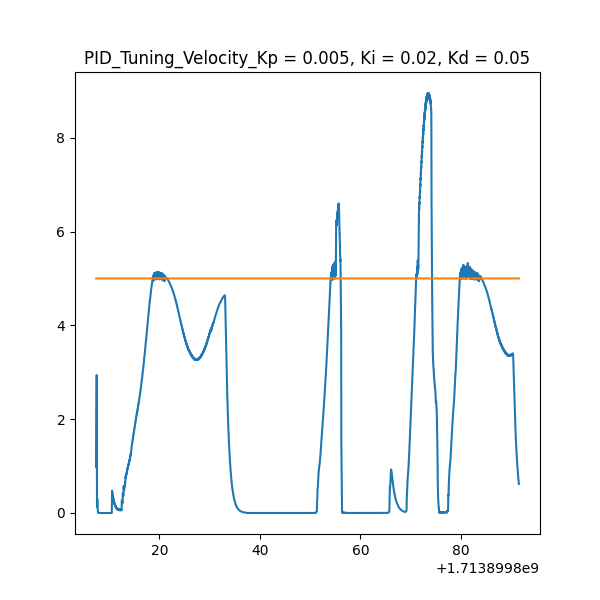 PID_Tuning_Velocity_Kp = 0.005, Ki = 0.02, Kd = 0.05
8
6
4
2
0
20 40 60 80
+1.7138998e9